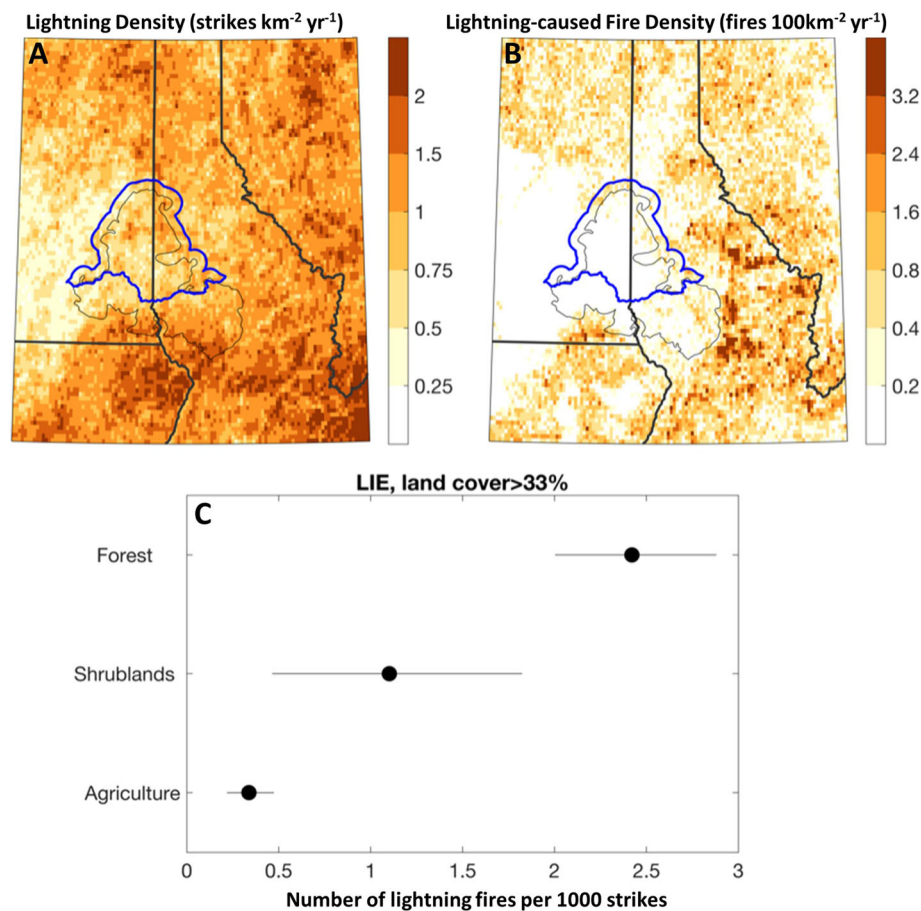 Lightning Density (strikes km-2 yr-1)
Lightning-caused Fire Density (fires 100km-2 yr-1)
A
B
2
1.5
1
0.75
0.5
0.25
3.2
2.4
1.6
0.8
0.4
0.2
LIE, land cover>33%
C
Forest
Shrublands
Agriculture
0 0.5 1 1.5 2 2.5 3
Number of lightning fires per 1000 strikes